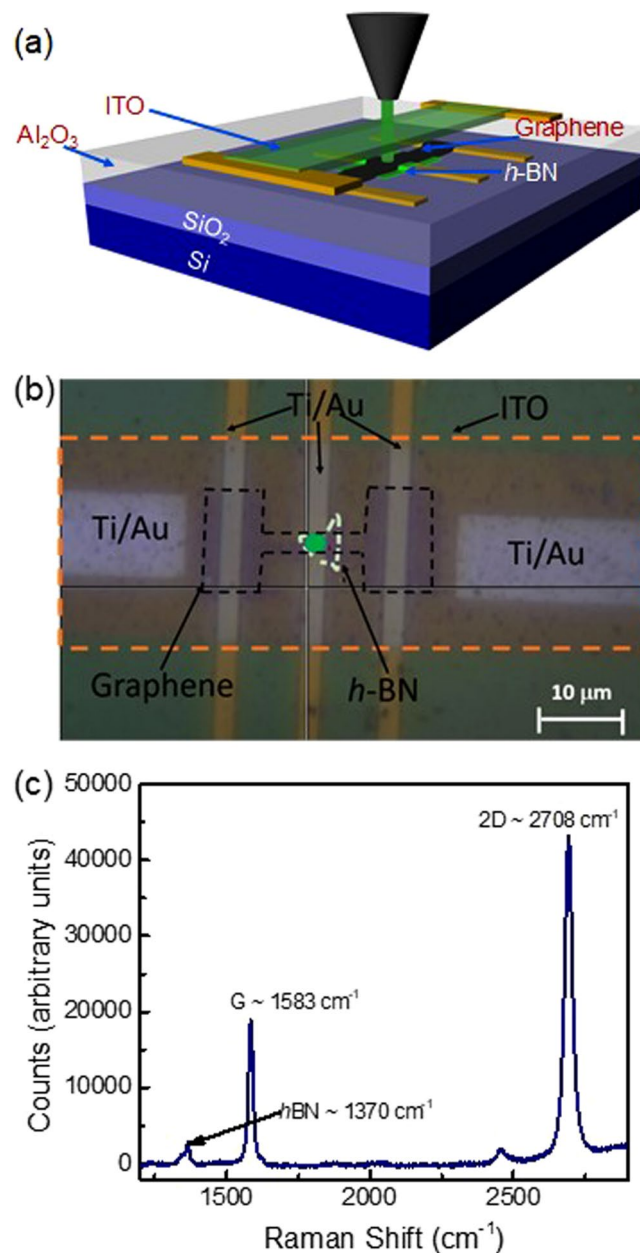 (a)
ITO
Al₂O₃
Graphene
h-BN
SiO₂
Si
(b)
Ti/Au
ITO
Ti/Au
Ti/Au
Graphene
h-BN
10 μm
(c)
50000
40000
30000
20000
10000
0
Counts (arbitrary units)
2D ~ 2708 cm⁻¹
G ~ 1583 cm⁻¹
hBN ~ 1370 cm⁻¹
1500
2000
2500
Raman Shift (cm⁻¹)